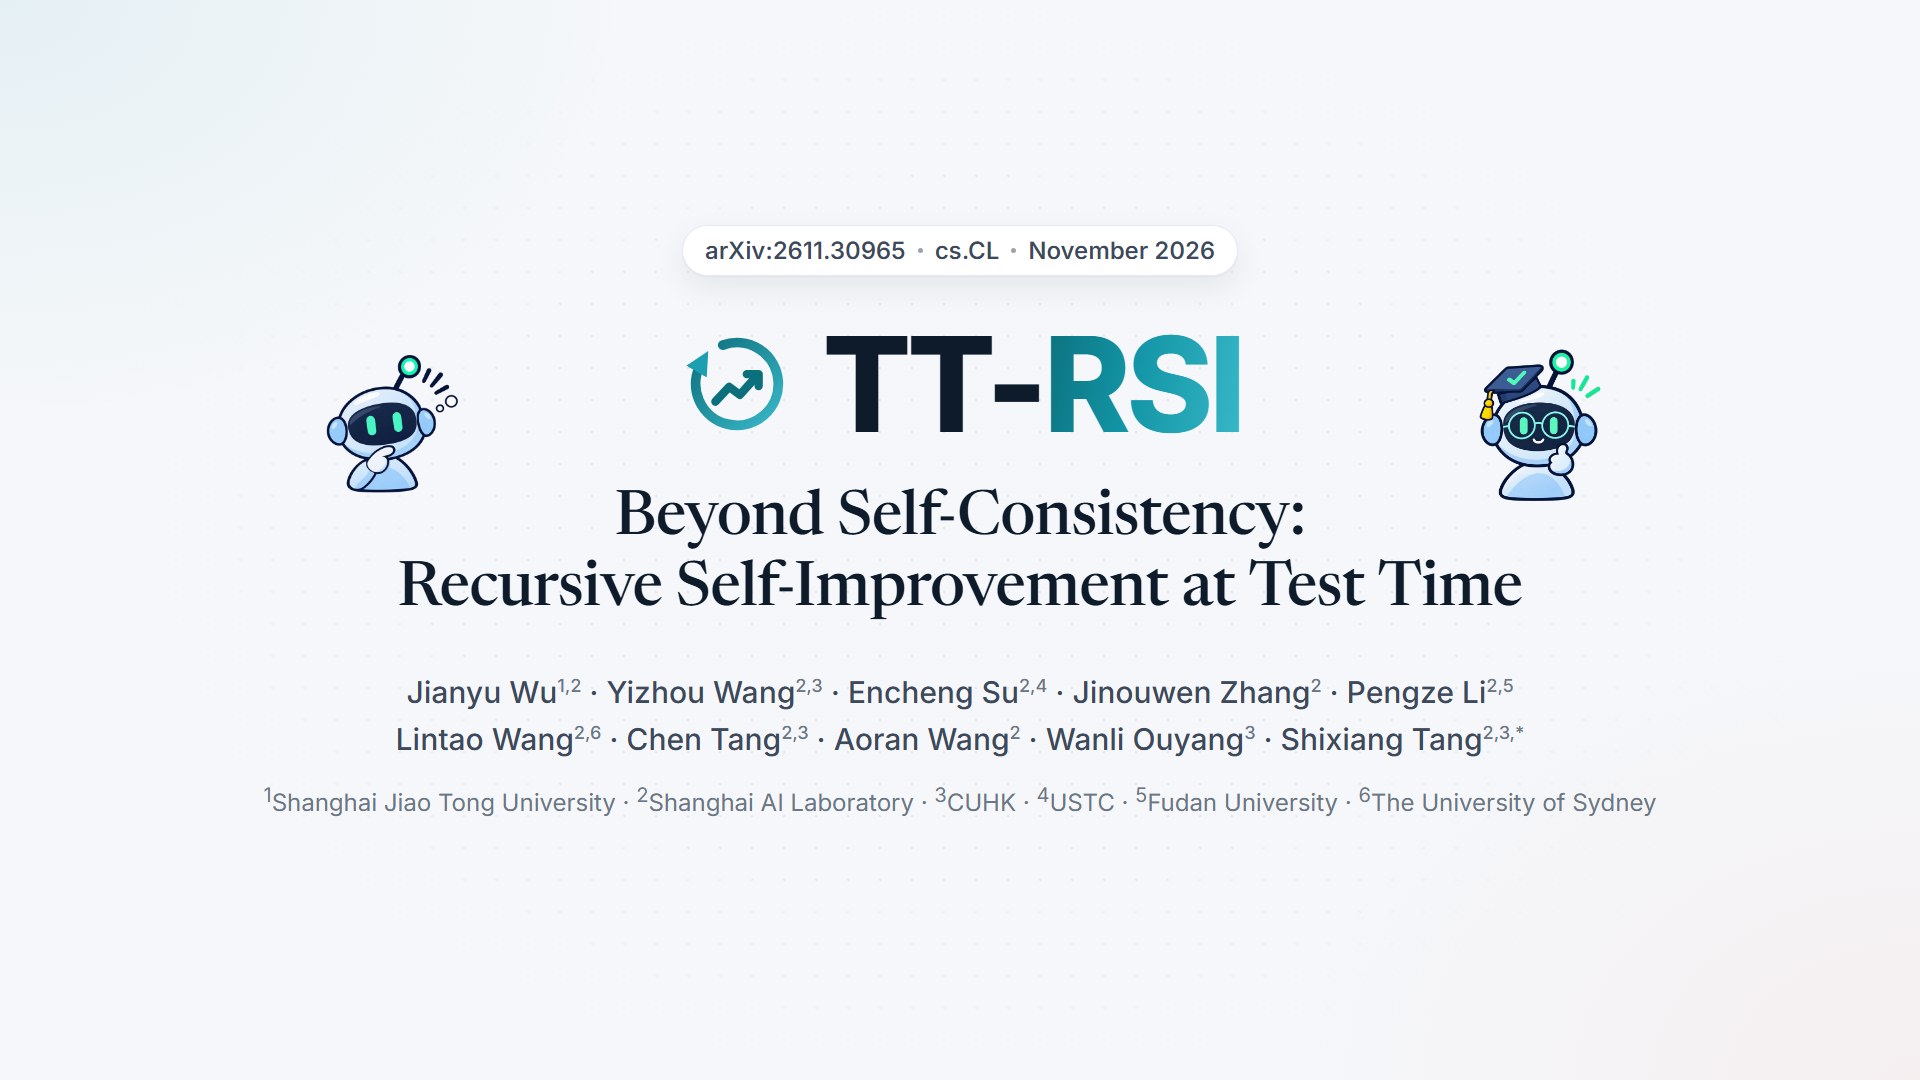 arXiv:2611.30965 • cs.CL • November 2026
TT-RSI
Beyond Self-Consistency:
Recursive Self-Improvement at Test Time
Jianyu Wu1,2 · Yizhou Wang2,3 · Encheng Su2,4 · Jinouwen Zhang2 · Pengze Li2,5
Lintao Wang2,6 · Chen Tang2,3 · Aoran Wang2 · Wanli Ouyang3 · Shixiang Tang2,3,*
1Shanghai Jiao Tong University · 2Shanghai AI Laboratory · 3CUHK · 4USTC · 5Fudan University · 6The University of Sydney